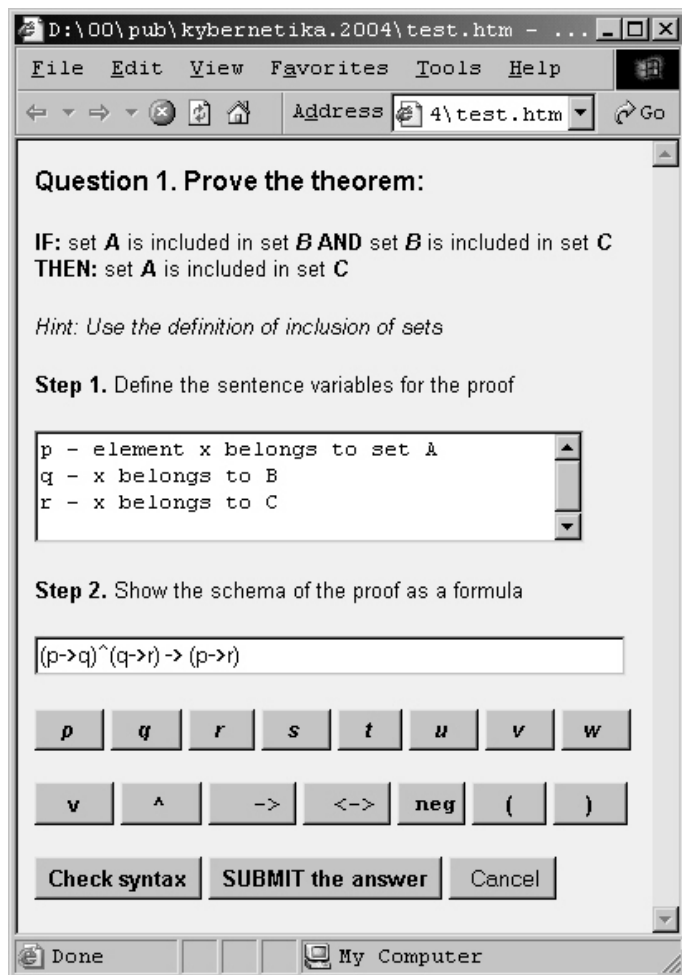 D:\00\pub\kybernetika.2004\test.htm - ...
File Edit View Favorites Tools Help
Address 4\test.htm Go
Question 1. Prove the theorem:
IF: set A is included in set B AND set B is included in set C
THEN: set A is included in set C
Hint: Use the definition of inclusion of sets
Step 1. Define the sentence variables for the proof
p - element x belongs to set A
q - x belongs to B
r - x belongs to C
Step 2. Show the schema of the proof as a formula
(p->q)^(q->r) -> (p->r)
p q r s t u v w
v ^ -> <-> neg ( )
Check syntax SUBMIT the answer Cancel
Done My Computer